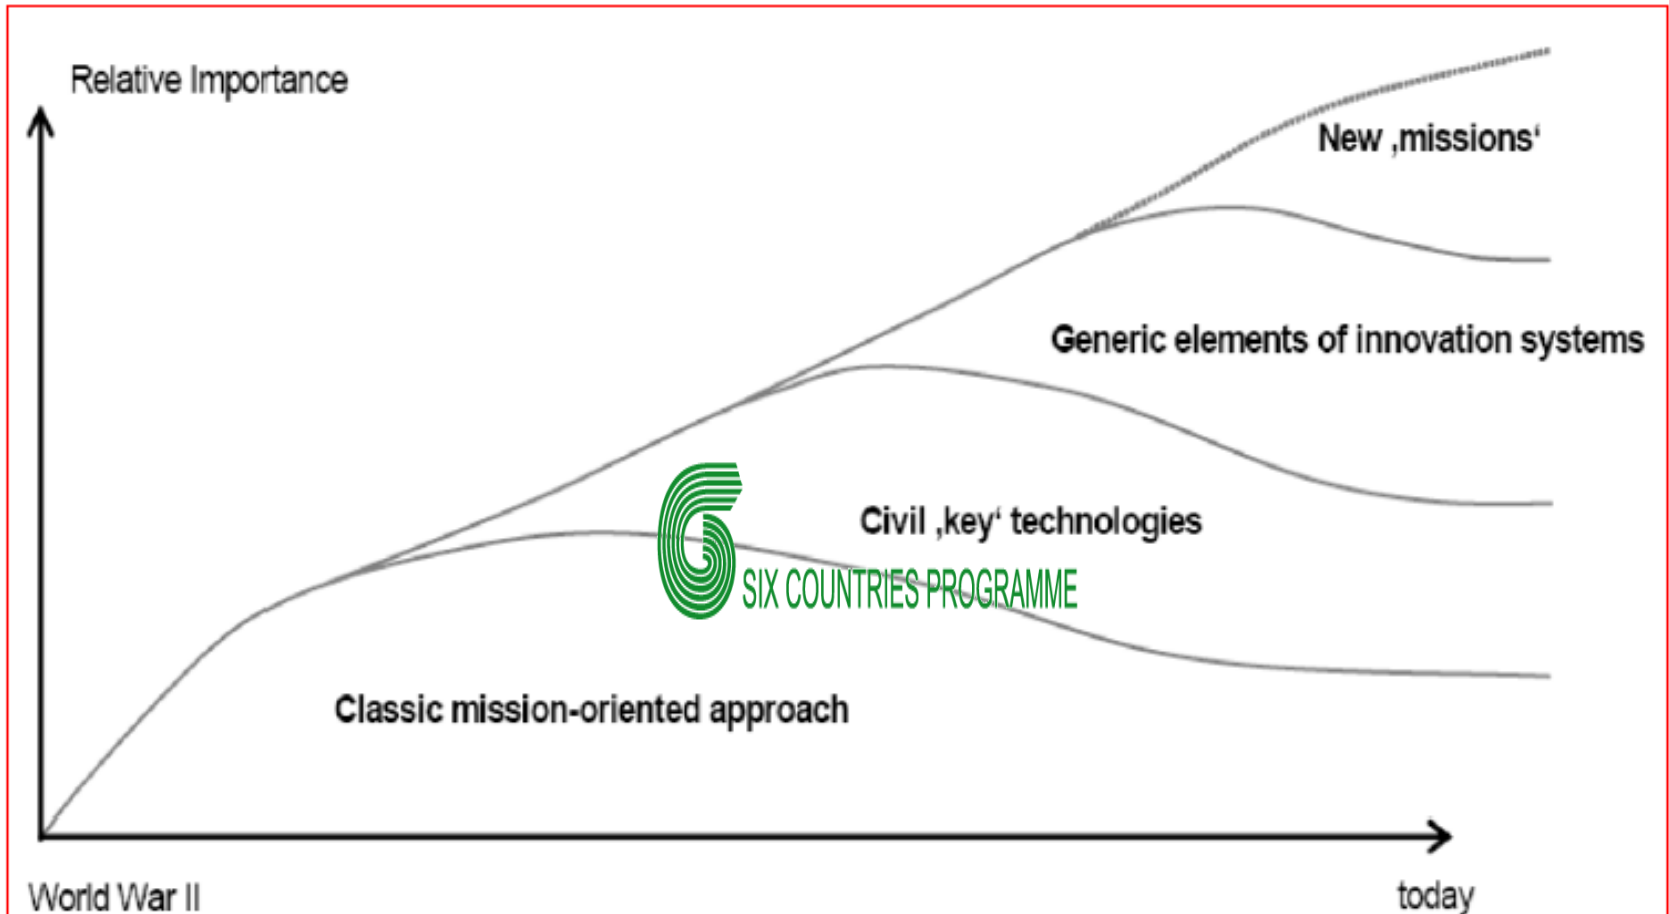 Relative Importance
New ‚missions‘
Generic elements of innovation systems
Civil ‚key‘ technologies
SIX COUNTRIES PROGRAMME
Classic mission-oriented approach
World War II
today